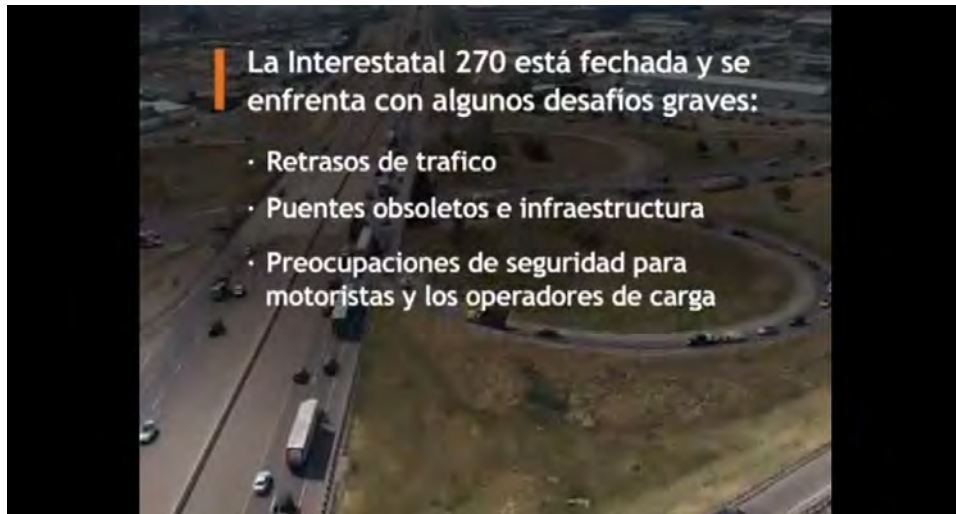 La Interestatal 270 está fechada y se
enfrenta con algunos desafíos graves:
· Retrasos de trafico
· Puentes obsoletos e infraestructura
· Preocupaciones de seguridad para
motoristas y los operadores de carga